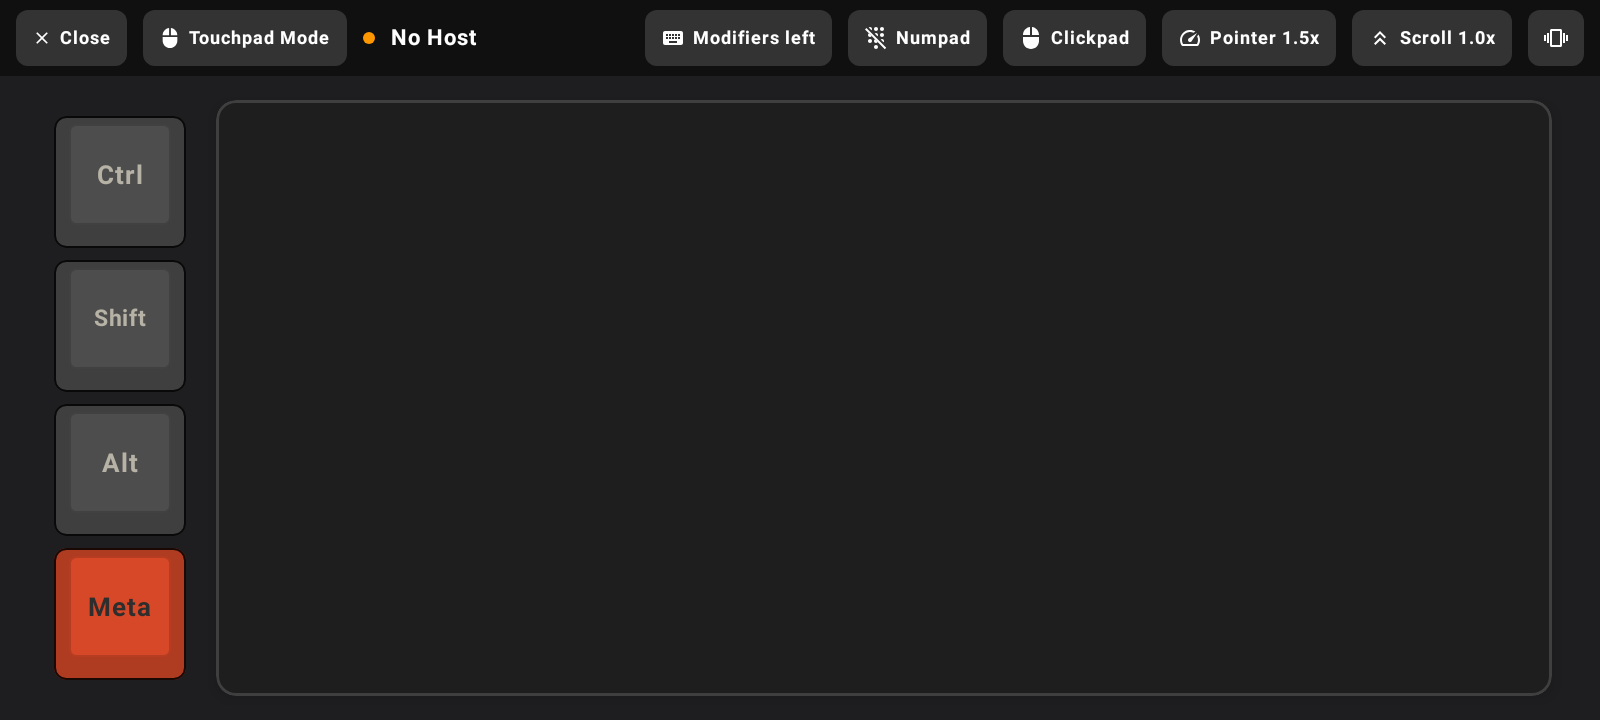 Close
Touchpad Mode
No Host
Modifiers left
Numpad
Clickpad
Pointer 1.5x
Scroll 1.0x
Ctrl
Shift
Alt
Meta